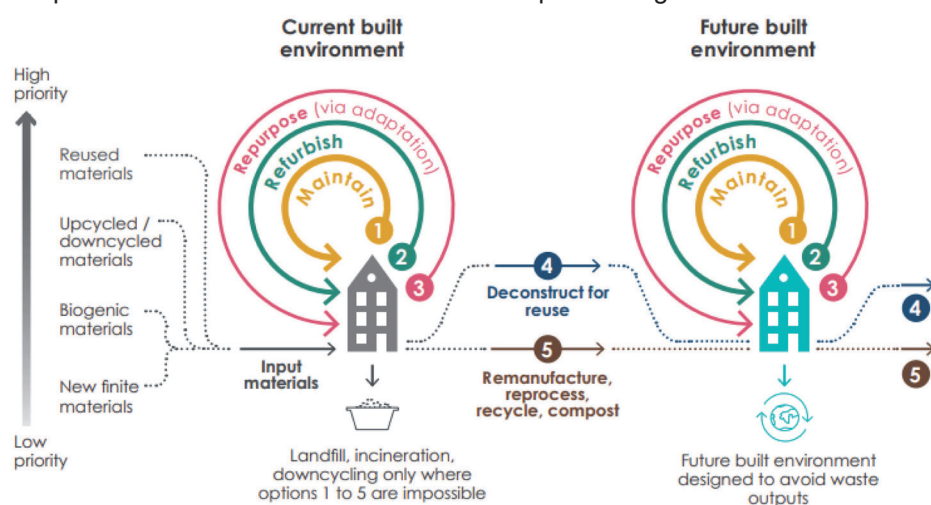 Current built
environment
Future built
environment
High
priority
Reused
materials
Upcycled /
downcycled
materials
Biogenic
materials
New finite
materials
Low
priority
Repurpose (via adaptation)
Refurbish
Maintain
1
2
3
Input
materials
4
Deconstruct for
reuse
5
Remanufacture,
reprocess,
recycle, compost
Landfill, incineration,
downcycling only where
options 1 to 5 are impossible
Repurpose (via adaptation)
Refurbish
Maintain
1
2
3
4
5
Future built environment
designed to avoid waste
outputs